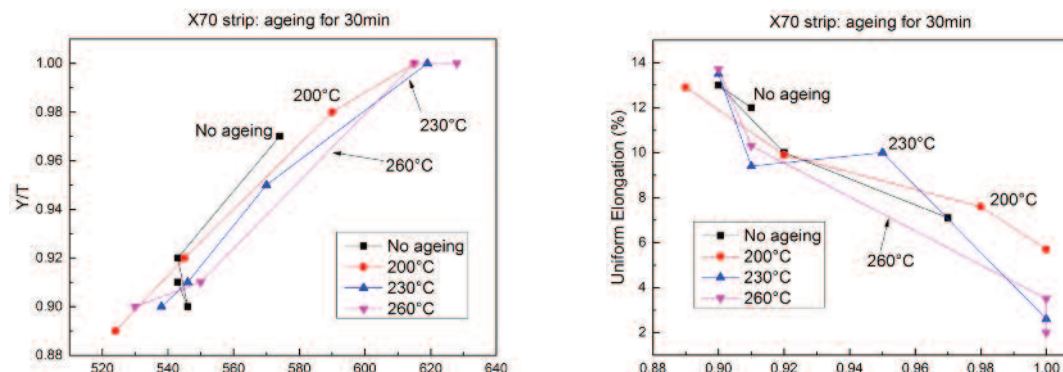 X70 strip: ageing for 30min
1.00
0.98
0.96
0.94
0.92
0.90
0.88
Y/T
No ageing
200°C
230°C
260°C
No ageing
200°C
230°C
260°C
520 540 560 580 600 620 640
X70 strip: ageing for 30min
14
12
10
8
6
4
2
Uniform Elongation (%)
No ageing
230°C
200°C
260°C
No ageing
200°C
230°C
260°C
0.88 0.90 0.92 0.94 0.96 0.98 1.00